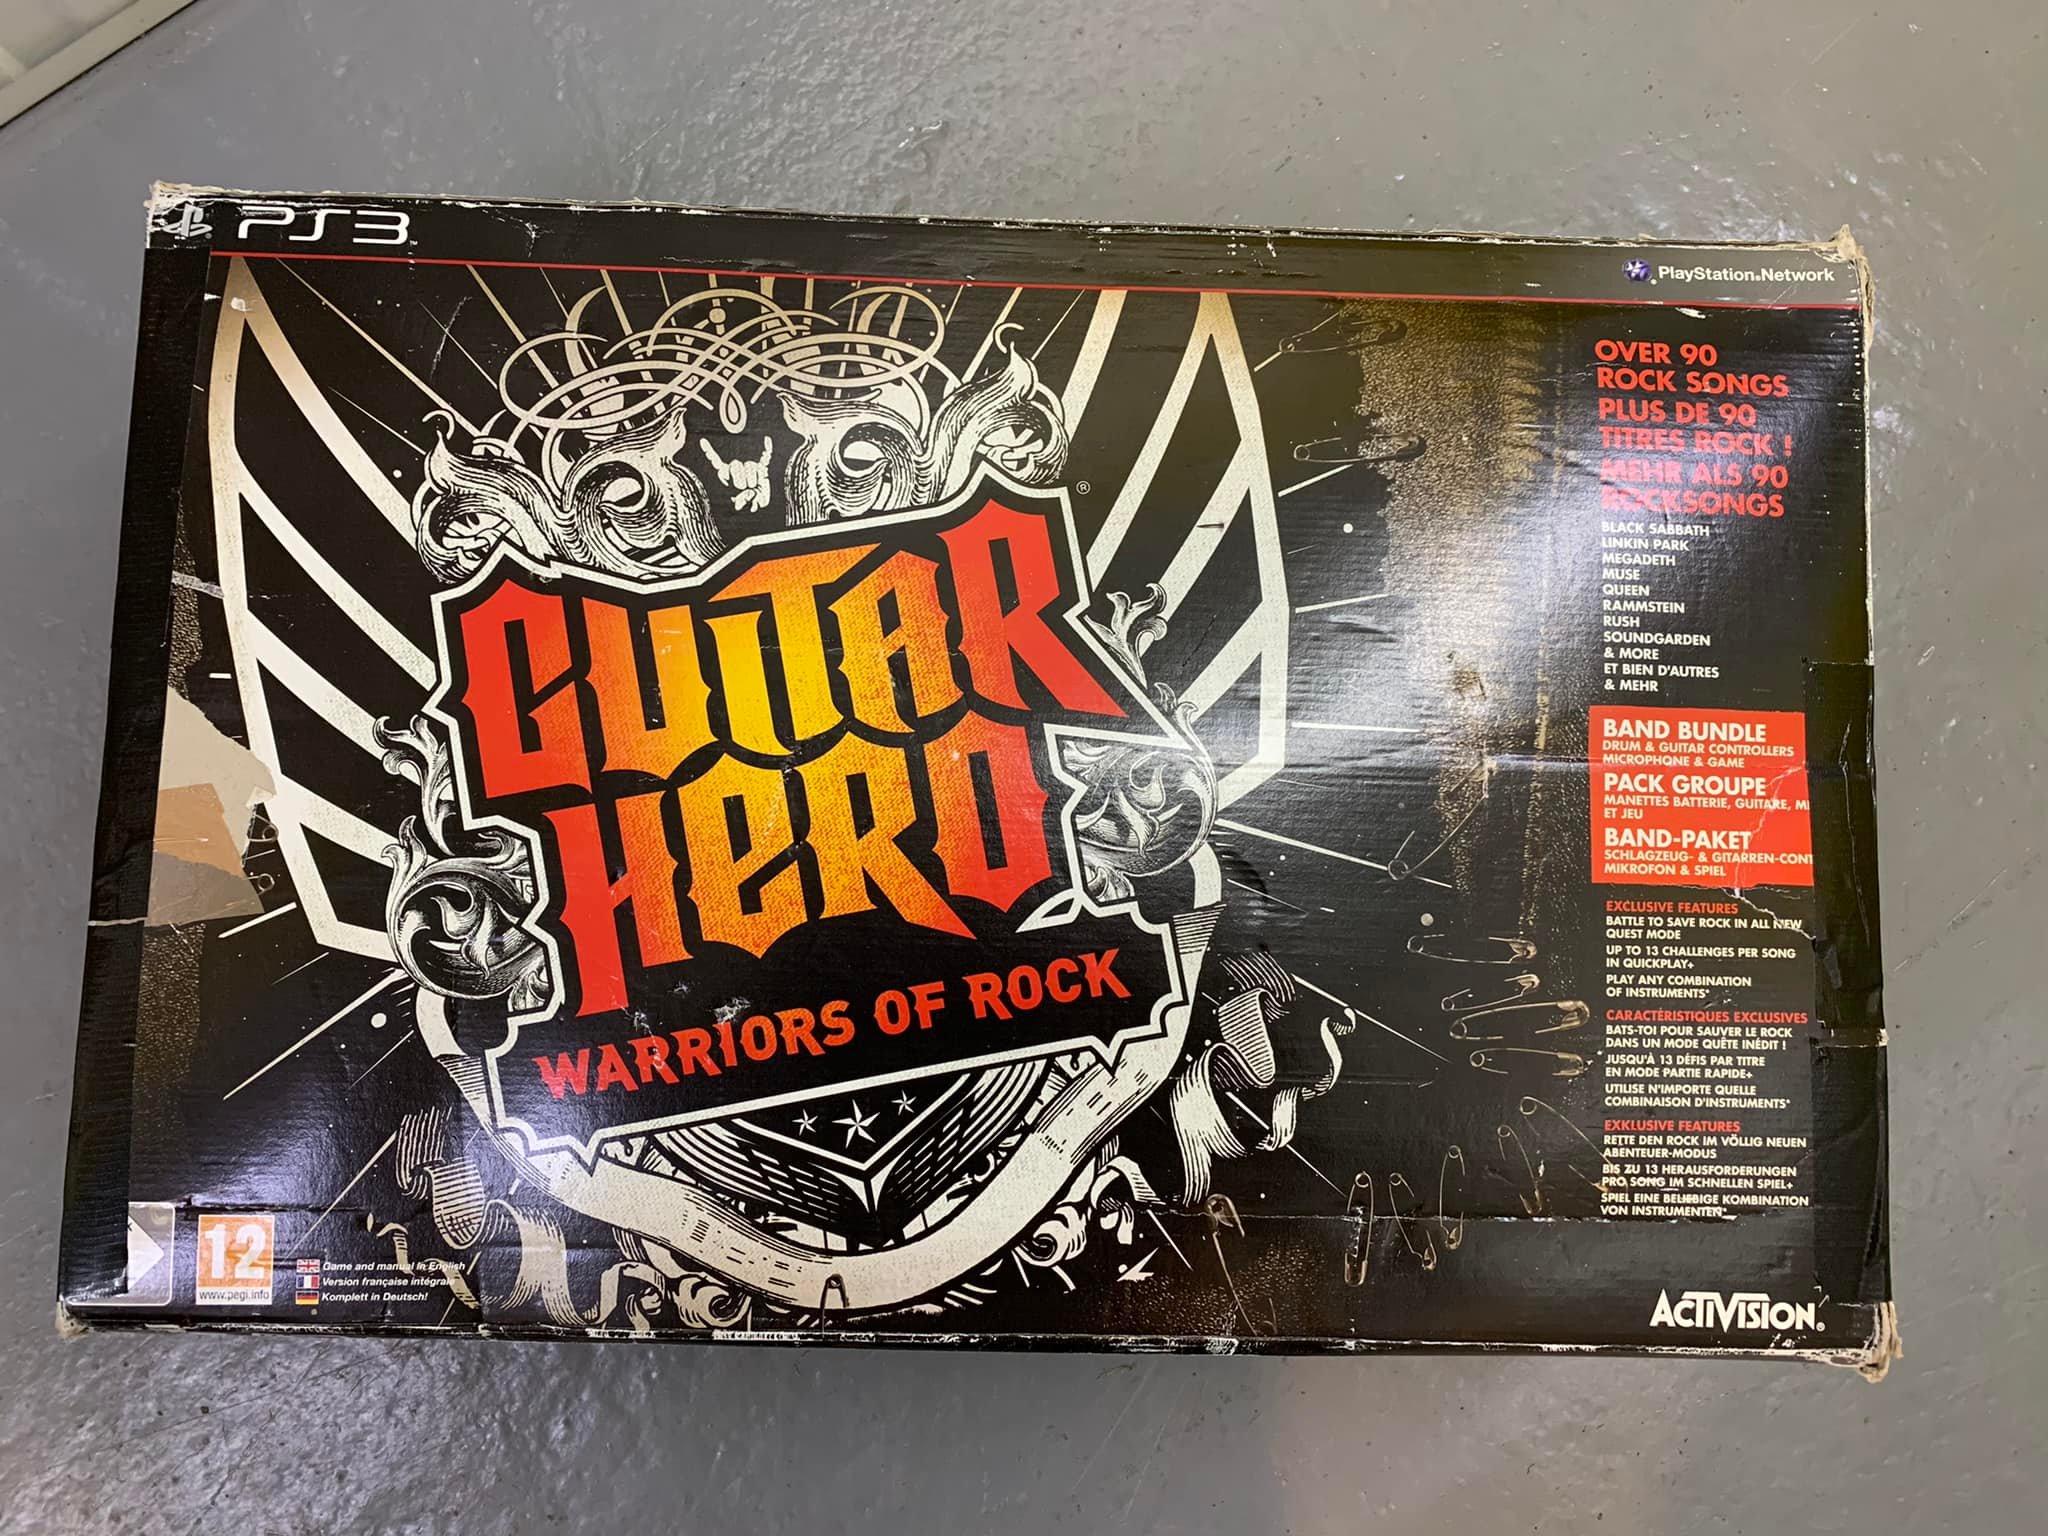 PS3
PlayStation®Network
OVER 90
ROCK SONGS
PLUS DE 90
TITRES ROCK !
MEHR ALS 90
ROCKSONGS
BLACK SABBATH
LINKIN PARK
MEGADETH
MUSE
QUEEN
RAMMSTEIN
RUSH
SOUNDGARDEN
& MORE
ET BIEN D'AUTRES
& MEHR
GUITAR
HERO
®
WARRIORS OF ROCK
BAND BUNDLE
DRUM & GUITAR CONTROLLERS
MICROPHONE & GAME
PACK GROUPE
MANETTES BATTERIE, GUITARE, MI
ET JEU
BAND-PAKET
SCHLAGZEUG- & GITARREN-CONT
MIKROFON & SPIEL
EXCLUSIVE FEATURES
BATTLE TO SAVE ROCK IN ALL NEW
QUEST MODE
UP TO 13 CHALLENGES PER SONG
IN QUICKPLAY+
PLAY ANY COMBINATION
OF INSTRUMENTS*
CARACTÉRISTIQUES EXCLUSIVES
BATS-TOI POUR SAUVER LE ROCK
DANS UN MODE QUÊTE INÉDIT !
JUSQU'À 13 DÉFIS PAR TITRE
EN MODE PARTIE RAPIDE+
UTILISE N'IMPORTE QUELLE
COMBINAISON D'INSTRUMENTS*
EXKLUSIVE FEATURES
RETTE DEN ROCK IM VÖLLIG NEUEN
ABENTEUER-MODUS
BIS ZU 13 HERAUSFORDERUNGEN
PRO SONG IM SCHNELLEN SPIEL+
SPIEL EINE BELIEBIGE KOMBINATION
VON INSTRUMENTEN*
12
www.pegi.info
Game and manual in English
Version française intégrale
Komplett in Deutsch!
ACTIVISION®